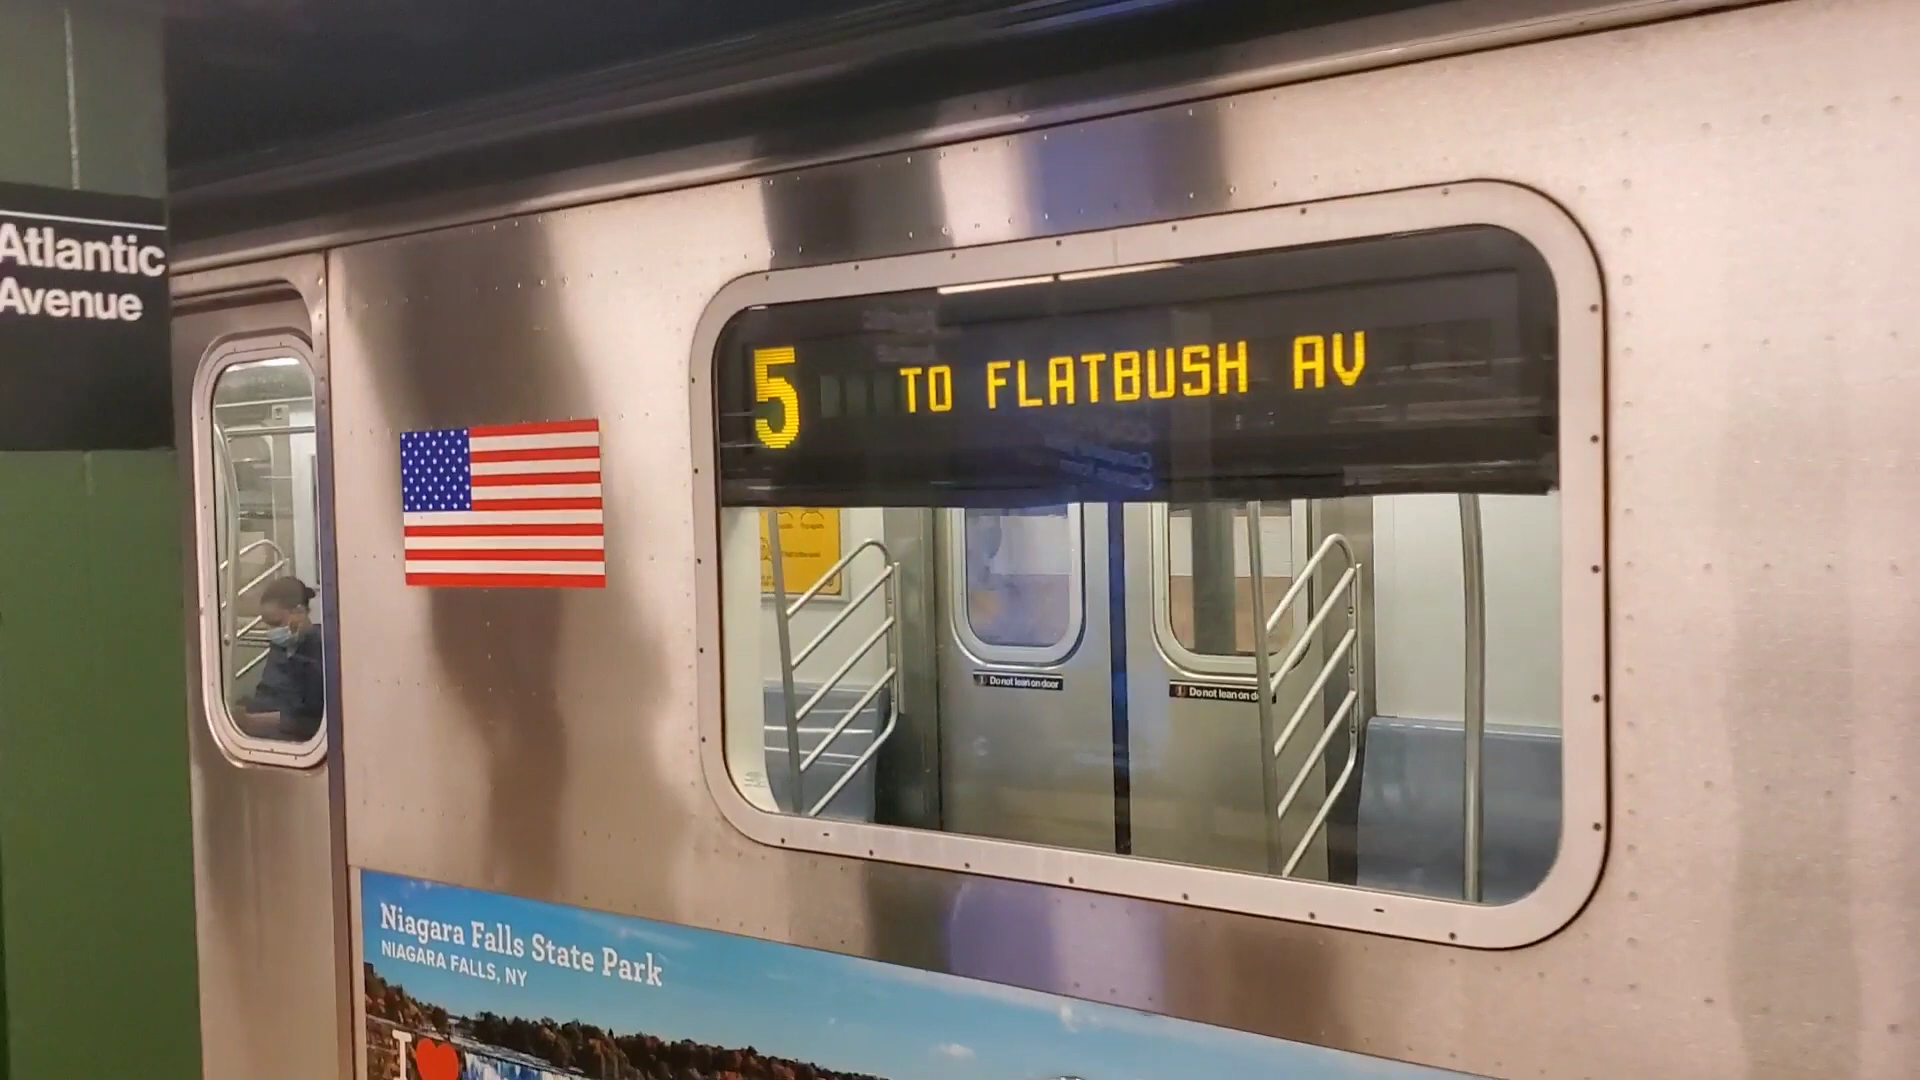 Atlantic
Avenue
5 TO FLATBUSH AV
Do not lean on door
Do not lean on
Niagara Falls State Park
NIAGARA FALLS, NY
I